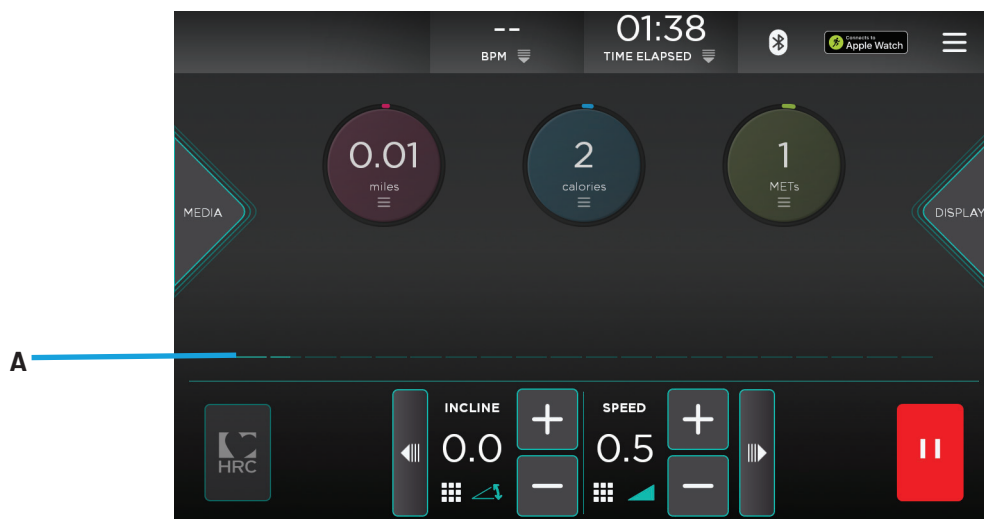 -- 01:38
BPM TIME ELAPSED
Connects to
Apple Watch
0.01 2 1
miles calories METs
MEDIA DISPLAY
A
INCLINE SPEED
0.0 0.5
HRC